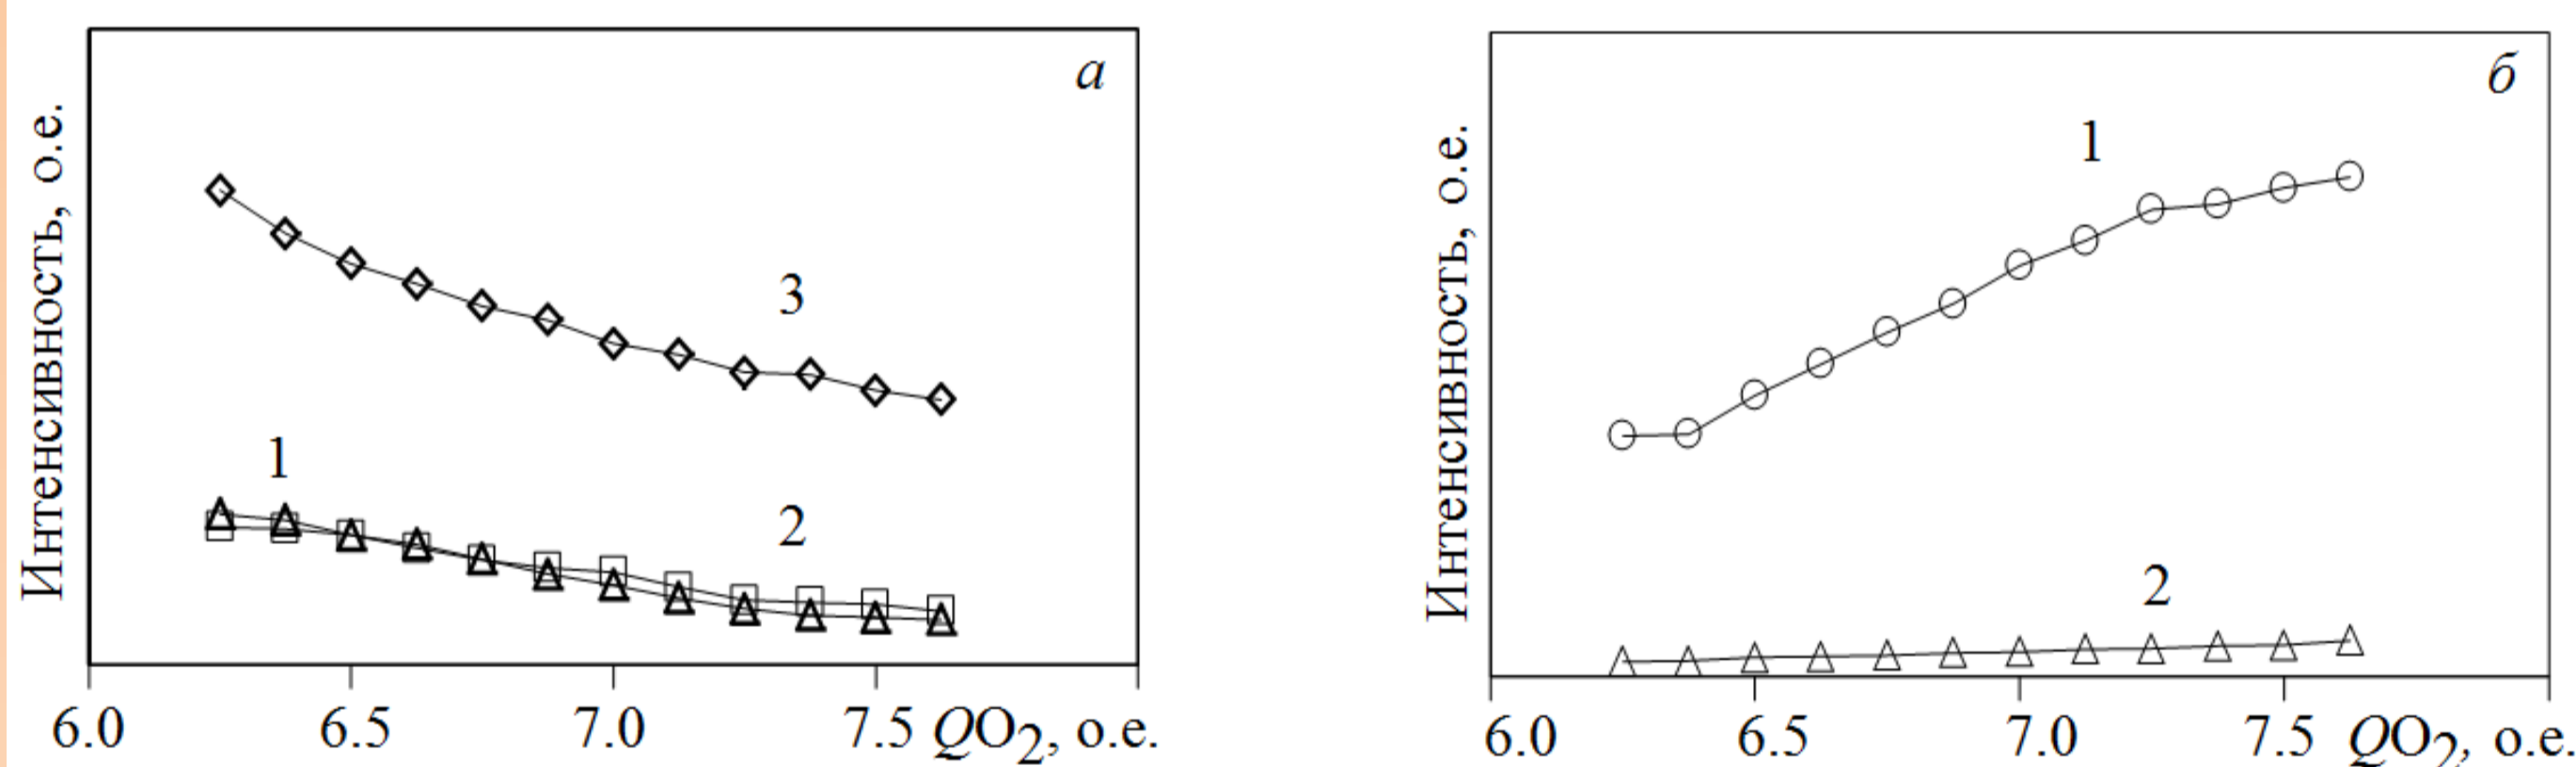 Интенсивность, о.е.
а
3
1
2
6.0 6.5 7.0 7.5 QO2, о.е.
Интенсивность, о.е.
б
1
2
6.0 6.5 7.0 7.5 QO2, о.е.